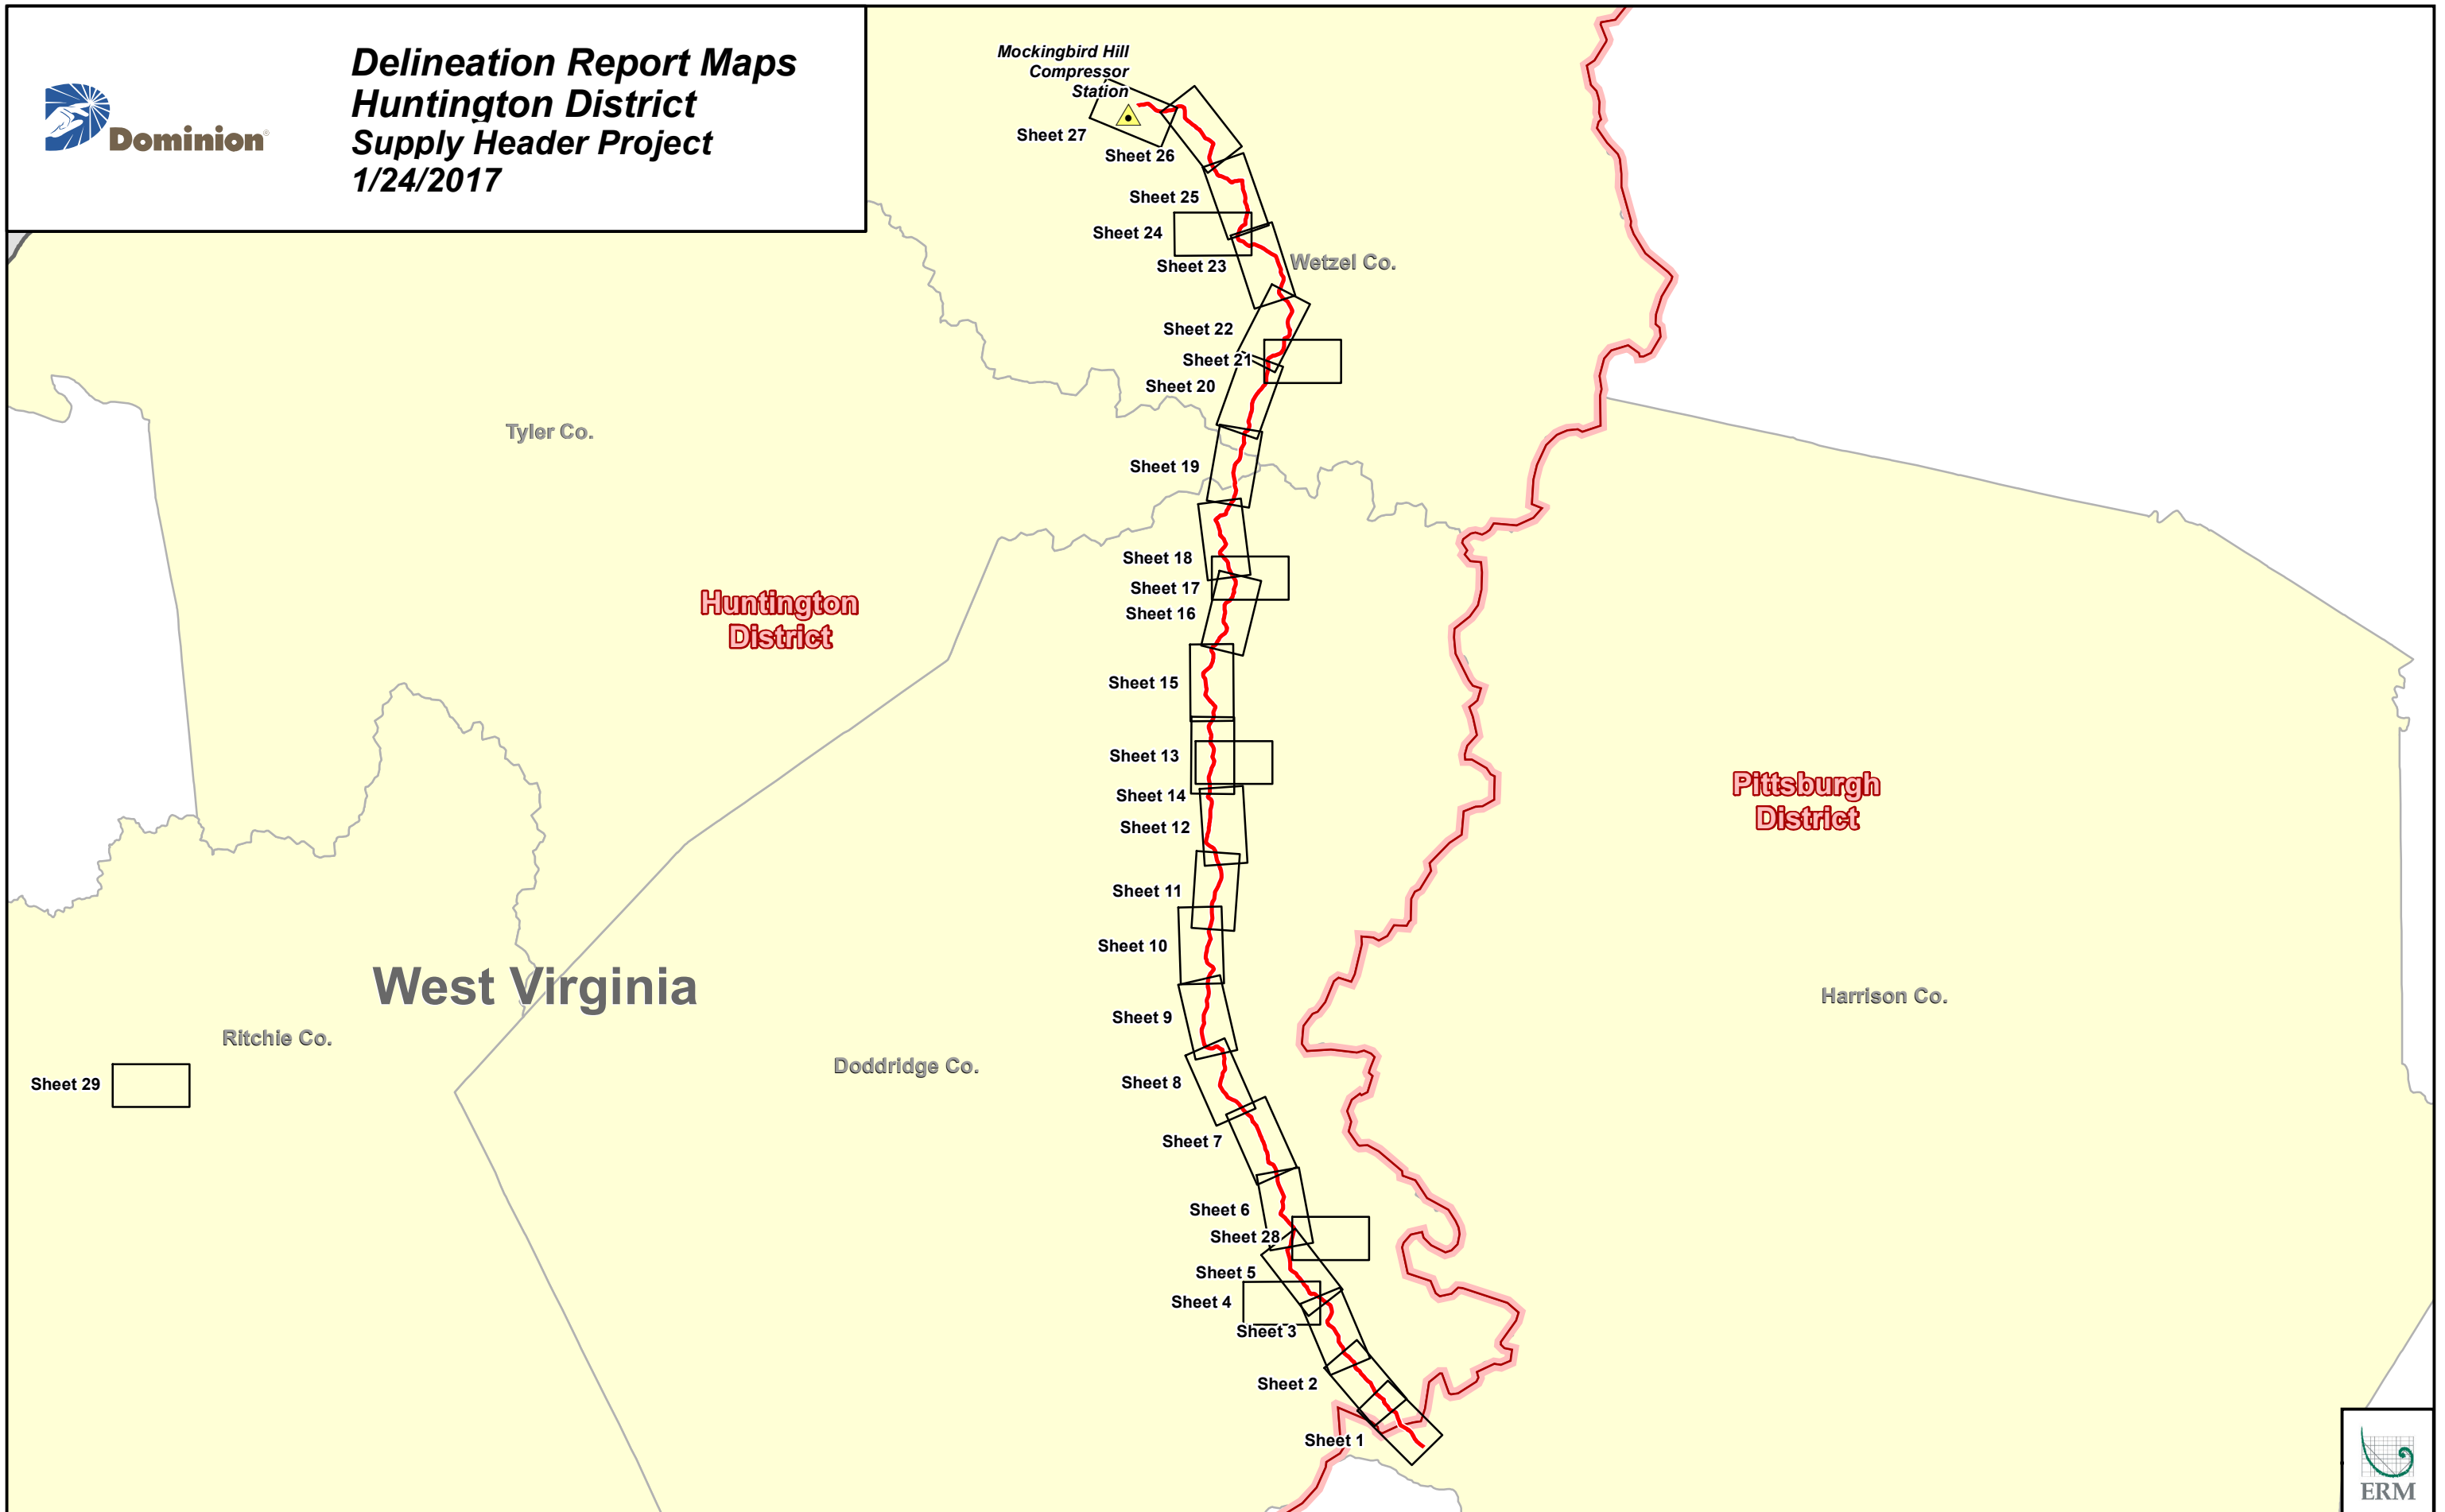 Delineation Report Maps
Huntington District
Supply Header Project
1/24/2017
Dominion®
Mockingbird Hill
Compressor
Station
Sheet 27
Sheet 26
Sheet 25
Sheet 24
Sheet 23
Wetzel Co.
Sheet 22
Sheet 21
Sheet 20
Tyler Co.
Sheet 19
Sheet 18
Sheet 17
Sheet 16
Huntington
District
Sheet 15
Sheet 13
Sheet 14
Sheet 12
Pittsburgh
District
Sheet 11
Sheet 10
West Virginia
Harrison Co.
Sheet 9
Ritchie Co.
Doddridge Co.
Sheet 29
Sheet 8
Sheet 7
Sheet 6
Sheet 28
Sheet 5
Sheet 4
Sheet 3
Sheet 2
Sheet 1
ERM